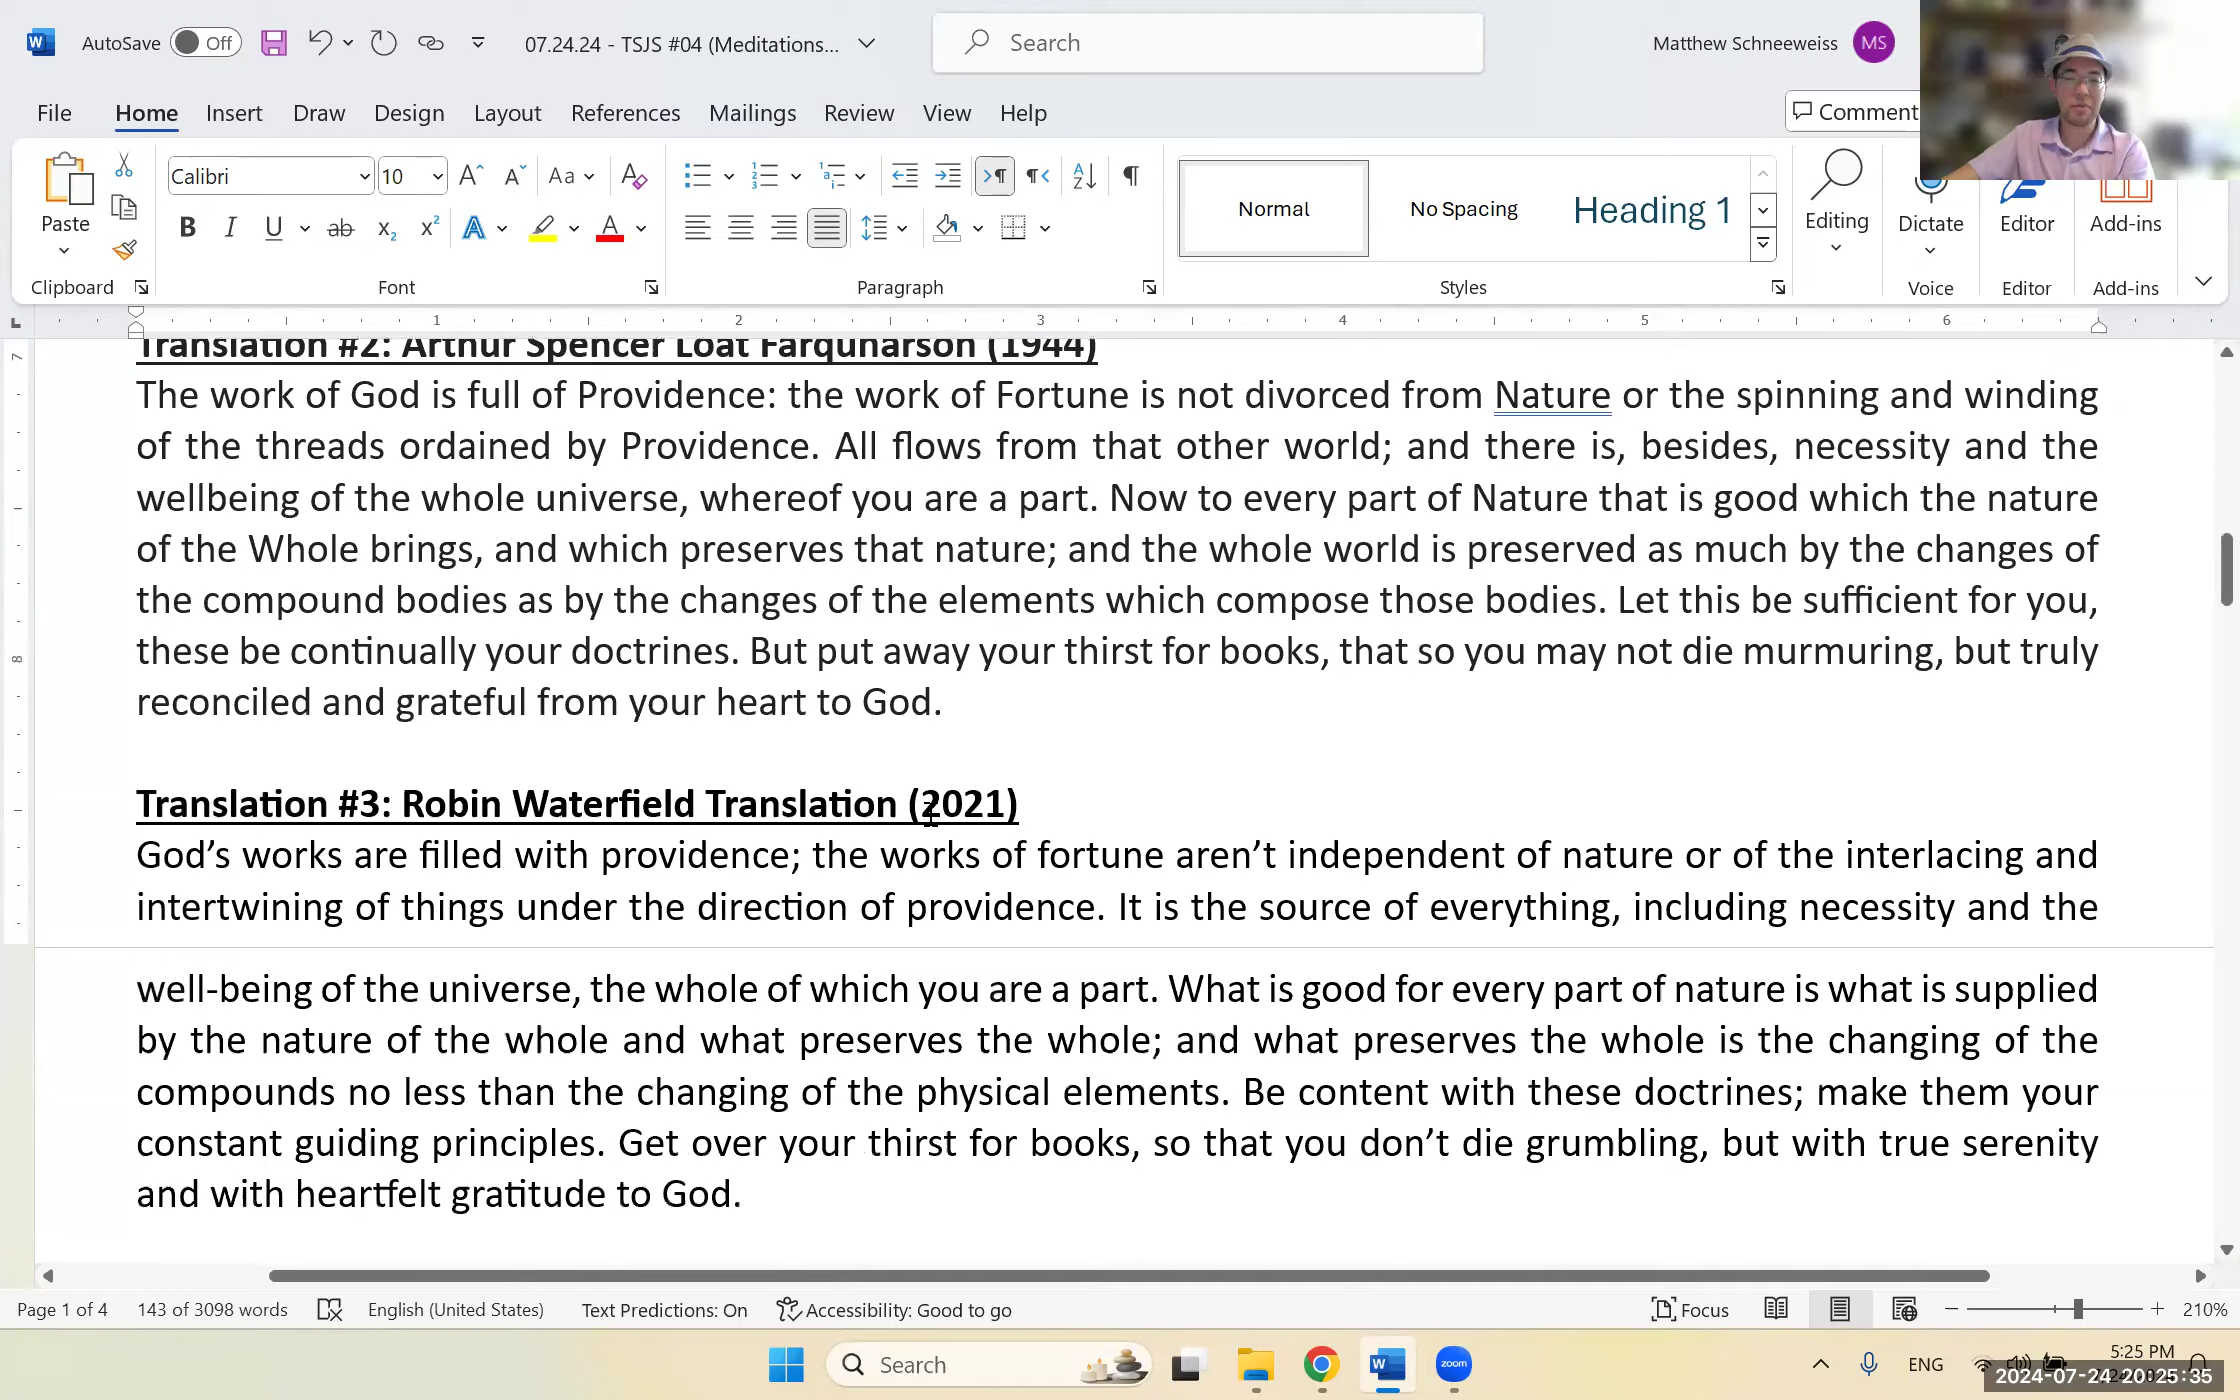 AutoSave Off 07.24.24 - TSJS #04 (Meditations... Search Matthew Schneeweiss MS
File Home Insert Draw Design Layout References Mailings Review View Help Comment
Paste Calibri 10 Normal No Spacing Heading 1 Editing Dictate Editor Add-ins
Clipboard Font Paragraph Styles Voice Editor Add-ins
1 2 3 4 5 6
Translation #2: Arthur Spencer Loat Farquharson (1944)
The work of God is full of Providence: the work of Fortune is not divorced from Nature or the spinning and winding
of the threads ordained by Providence. All flows from that other world; and there is, besides, necessity and the
wellbeing of the whole universe, whereof you are a part. Now to every part of Nature that is good which the nature
of the Whole brings, and which preserves that nature; and the whole world is preserved as much by the changes of
the compound bodies as by the changes of the elements which compose those bodies. Let this be sufficient for you,
these be continually your doctrines. But put away your thirst for books, that so you may not die murmuring, but truly
reconciled and grateful from your heart to God.
Translation #3: Robin Waterfield Translation (2021)
God’s works are filled with providence; the works of fortune aren’t independent of nature or of the interlacing and
intertwining of things under the direction of providence. It is the source of everything, including necessity and the
well-being of the universe, the whole of which you are a part. What is good for every part of nature is what is supplied
by the nature of the whole and what preserves the whole; and what preserves the whole is the changing of the
compounds no less than the changing of the physical elements. Be content with these doctrines; make them your
constant guiding principles. Get over your thirst for books, so that you don’t die grumbling, but with true serenity
and with heartfelt gratitude to God.
Page 1 of 4 143 of 3098 words English (United States) Text Predictions: On Accessibility: Good to go Focus 210%
Search zoom ENG 5:25 PM
2024-07-24 20:25:35